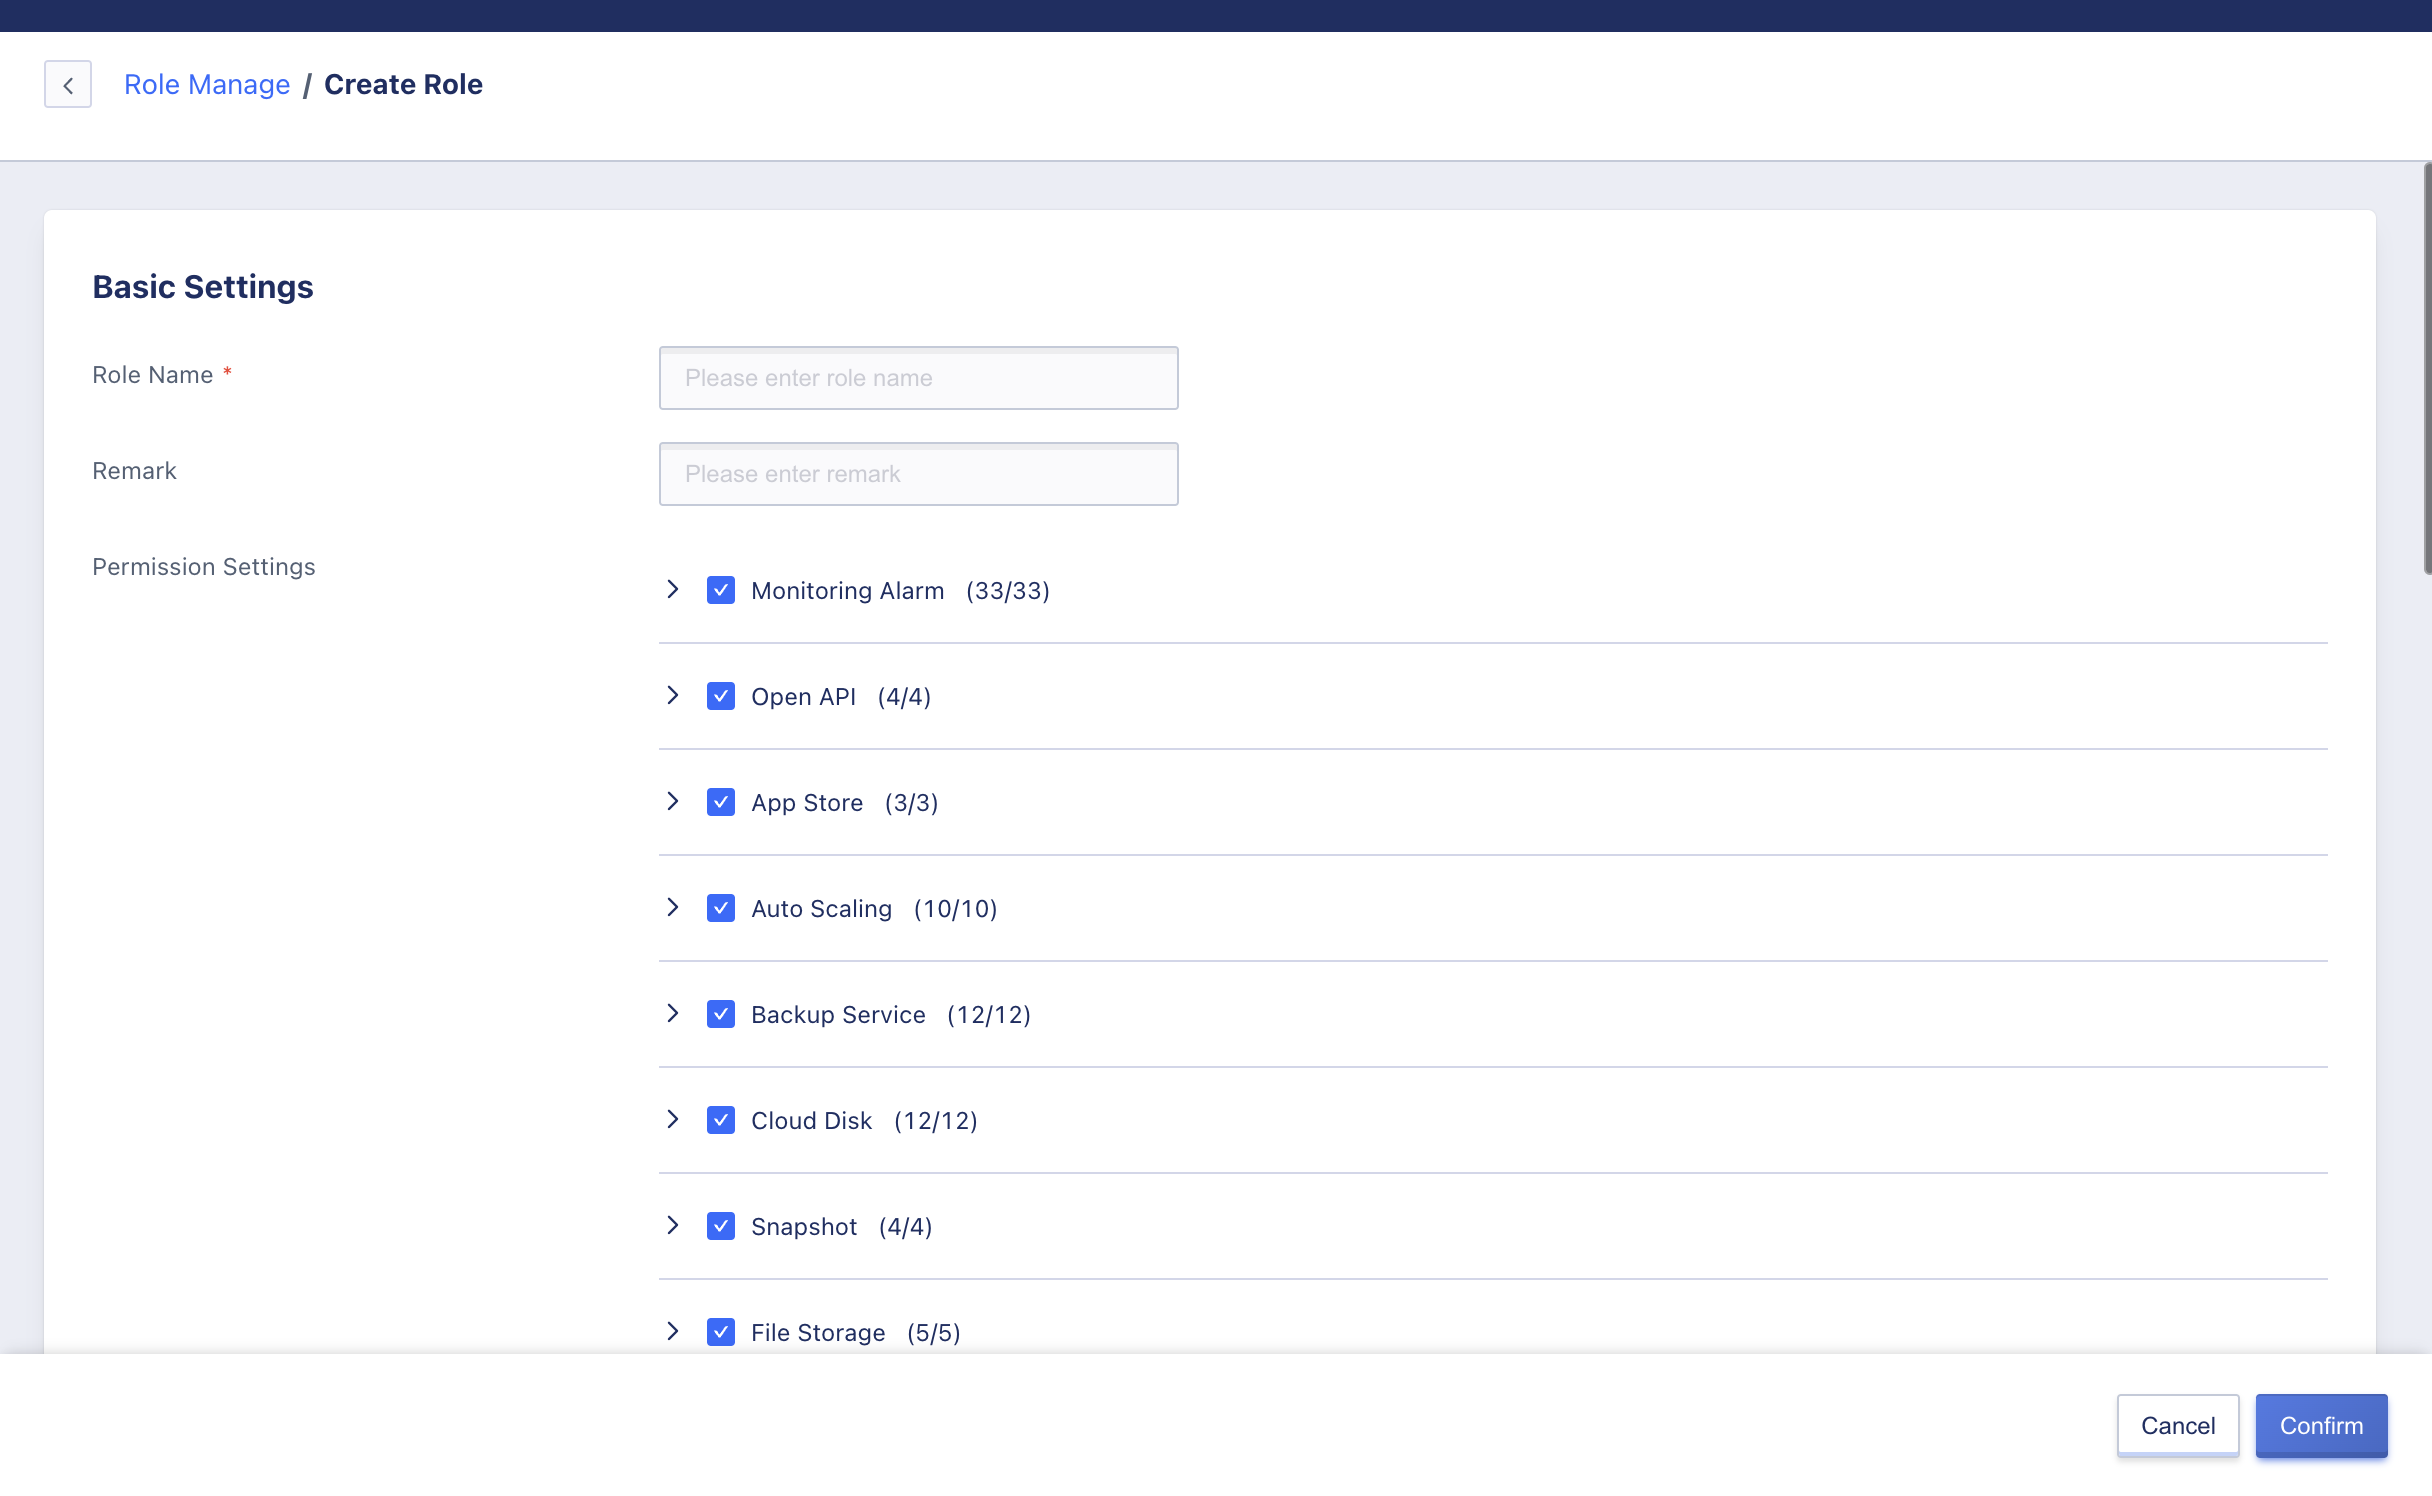 Role Manage / Create Role
Basic Settings
Role Name *
Please enter role name
Remark
Please enter remark
Permission Settings
Monitoring Alarm (33/33)
Open API (4/4)
App Store (3/3)
Auto Scaling (10/10)
Backup Service (12/12)
Cloud Disk (12/12)
Snapshot (4/4)
File Storage (5/5)
Cancel
Confirm